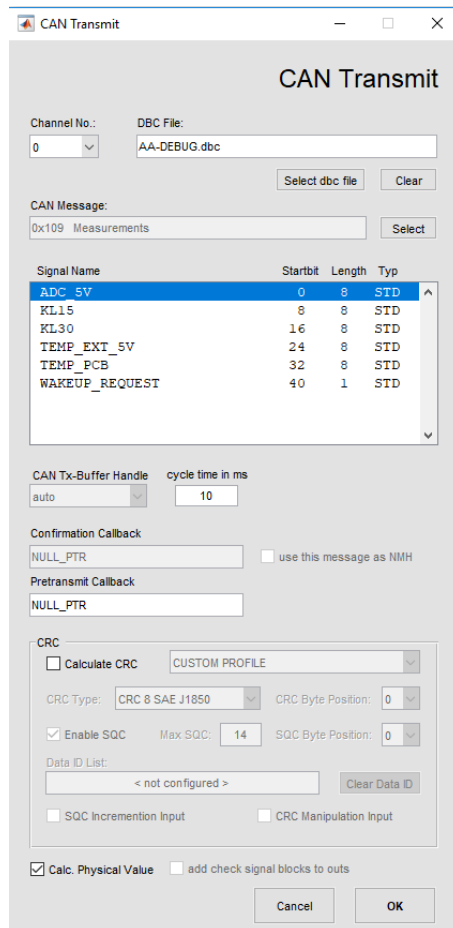 CAN Transmit
CAN Transmit
Channel No.: DBC File:
0 AA-DEBUG.dbc
Select dbc file Clear
CAN Message:
0x109 Measurements Select
Signal Name Startbit Length Typ
ADC_5V 0 8 STD
KL15 8 8 STD
KL30 16 8 STD
TEMP_EXT_5V 24 8 STD
TEMP_PCB 32 8 STD
WAKEUP_REQUEST 40 1 STD
CAN Tx-Buffer Handle cycle time in ms
auto 10
Confirmation Callback
NULL_PTR use this message as NMH
Pretransmit Callback
NULL_PTR
CRC
Calculate CRC CUSTOM PROFILE
CRC Type: CRC 8 SAE J1850 CRC Byte Position: 0
Enable SQC Max SQC: 14 SQC Byte Position: 0
Data ID List:
< not configured > Clear Data ID
SQC Incremention Input CRC Manipulation Input
Calc. Physical Value add check signal blocks to outs
Cancel OK